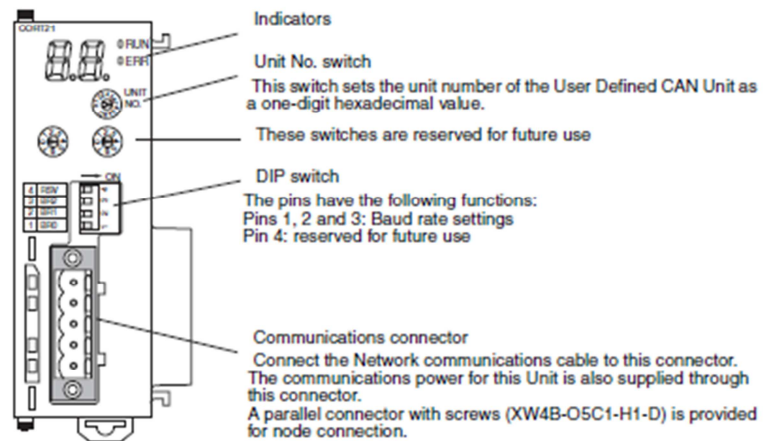 CORT21
RUN
ERR
UNIT
NO.
ON
4 RSV
3 BR2
2 BR1
1 BR0
Indicators
Unit No. switch
This switch sets the unit number of the User Defined CAN Unit as
a one-digit hexadecimal value.
These switches are reserved for future use
DIP switch
The pins have the following functions:
Pins 1, 2 and 3: Baud rate settings
Pin 4: reserved for future use
Communications connector
Connect the Network communications cable to this connector.
The communications power for this Unit is also supplied through
this connector.
A parallel connector with screws (XW4B-O5C1-H1-D) is provided
for node connection.